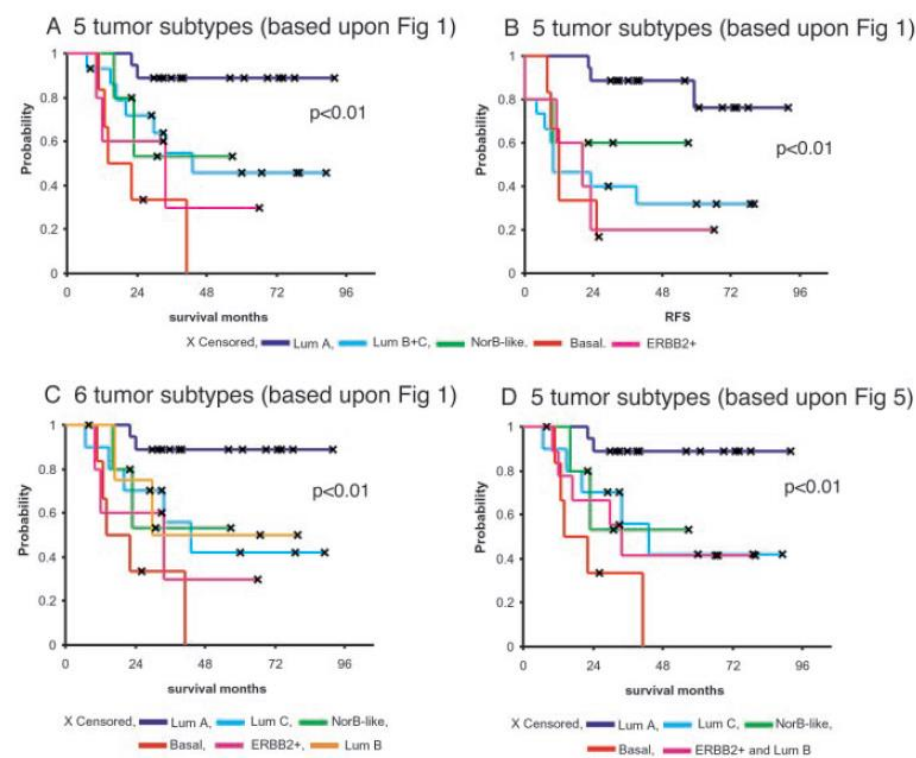 A 5 tumor subtypes (based upon Fig 1)
1
0.8
0.6
0.4
0.2
0
Probability
p<0.01
0 24 48 72 96
survival months
B 5 tumor subtypes (based upon Fig 1)
1
0.8
0.6
0.4
0.2
0
Probability
p<0.01
0 24 48 72 96
RFS
X Censored, Lum A, Lum B+C, NorB-like, Basal. ERBB2+
C 6 tumor subtypes (based upon Fig 1)
1
0.8
0.6
0.4
0.2
0
Probability
p<0.01
0 24 48 72 96
survival months
X Censored, Lum A, Lum C, NorB-like,
Basal, ERBB2+, Lum B
D 5 tumor subtypes (based upon Fig 5)
1
0.8
0.6
0.4
0.2
0
Probability
p<0.01
0 24 48 72 96
survival months
X Censored, Lum A, Lum C, NorB-like,
Basal, ERBB2+ and Lum B